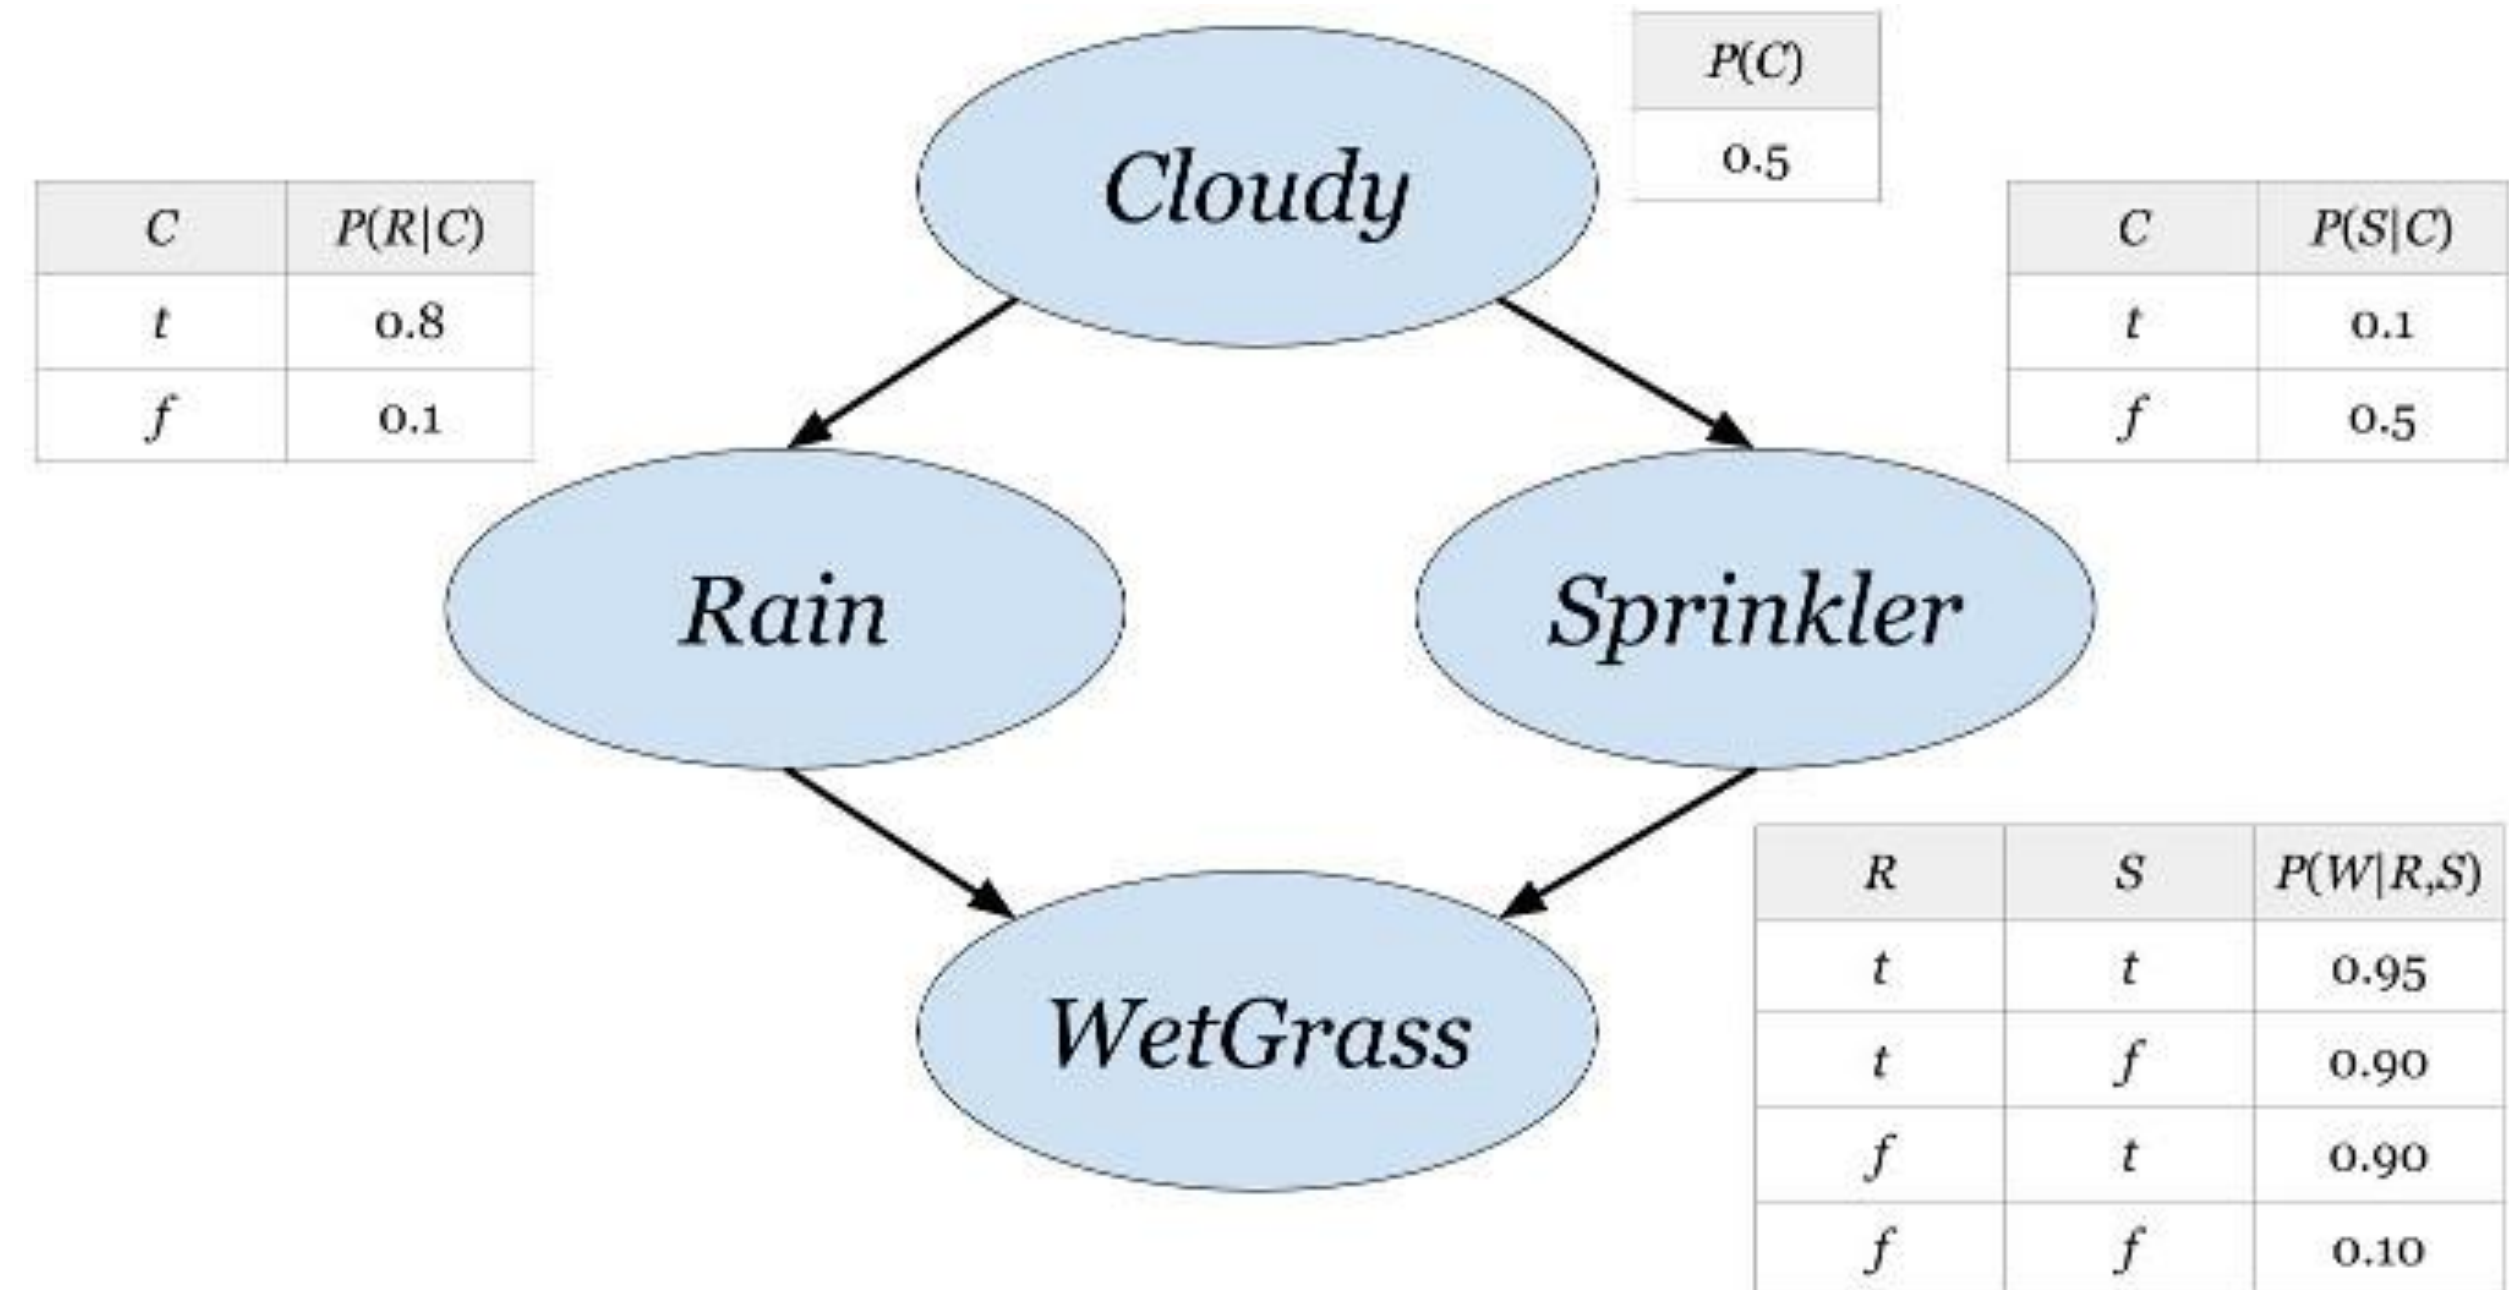 Cloudy
P(C)
0.5
C P(R|C)
t 0.8
f 0.1
C P(S|C)
t 0.1
f 0.5
Rain
Sprinkler
WetGrass
R S P(W|R,S)
t t 0.95
t f 0.90
f t 0.90
f f 0.10